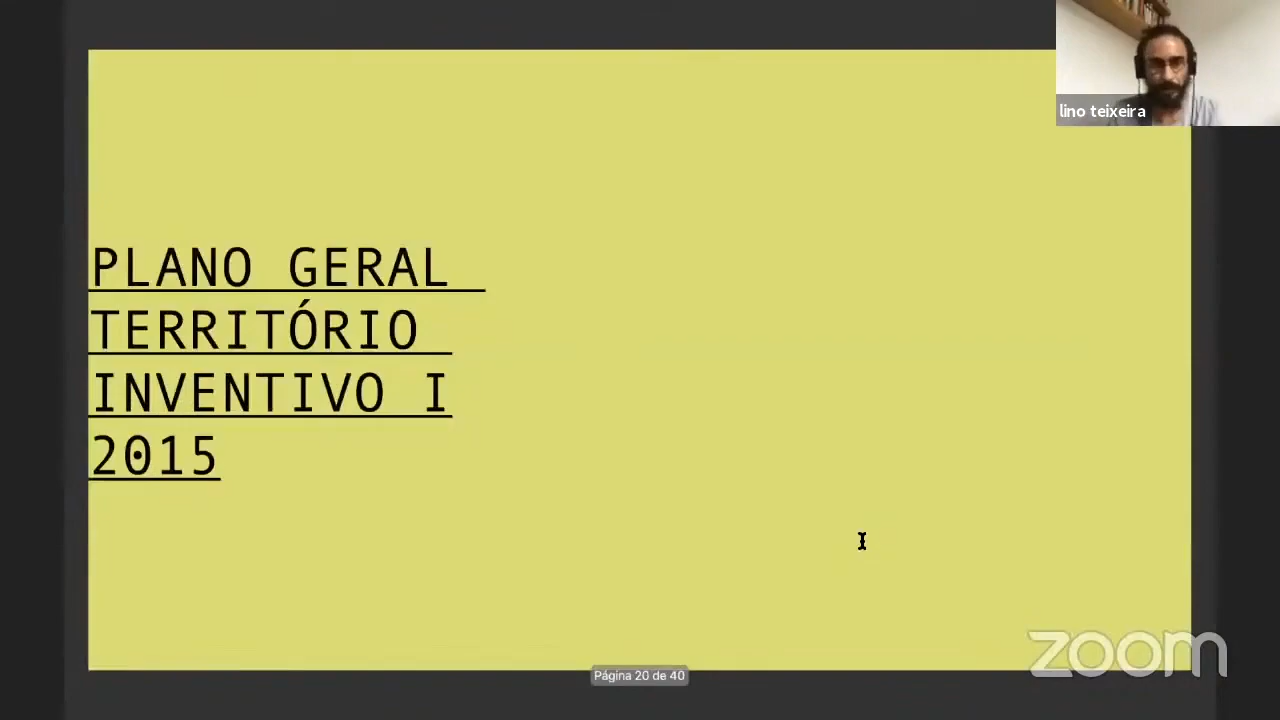 lino teixeira
PLANO GERAL
TERRITÓRIO
INVENTIVO I
2015
Página 20 de 40
zoom